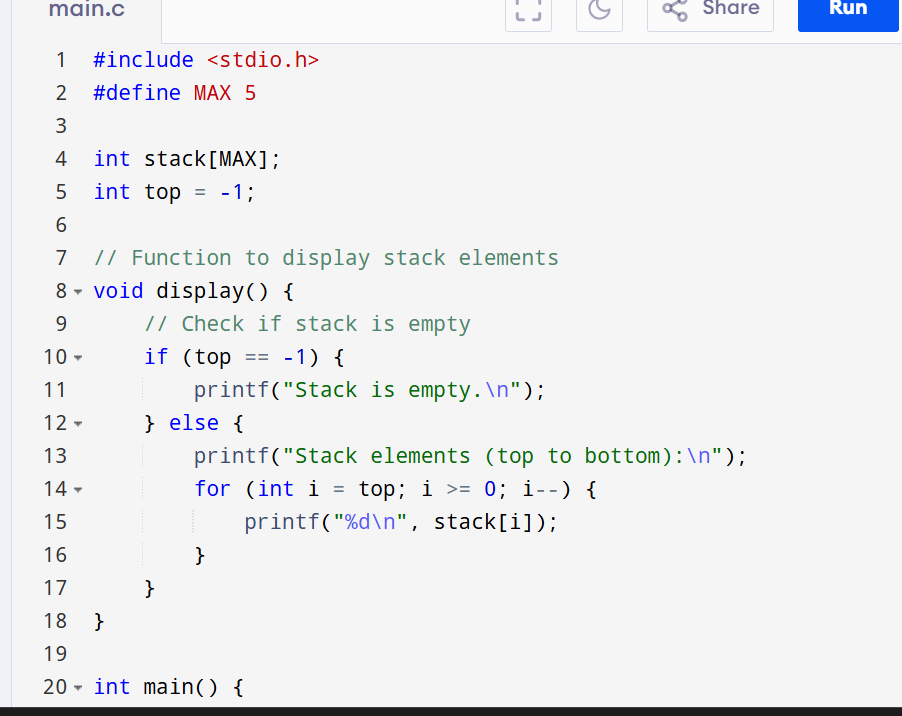 main.c
Share
Run
1 #include <stdio.h>
2 #define MAX 5
3
4 int stack[MAX];
5 int top = -1;
6
7 // Function to display stack elements
8 void display() {
9     // Check if stack is empty
10     if (top == -1) {
11         printf("Stack is empty.\n");
12     } else {
13         printf("Stack elements (top to bottom):\n");
14         for (int i = top; i >= 0; i--) {
15             printf("%d\n", stack[i]);
16         }
17     }
18 }
19
20 int main() {